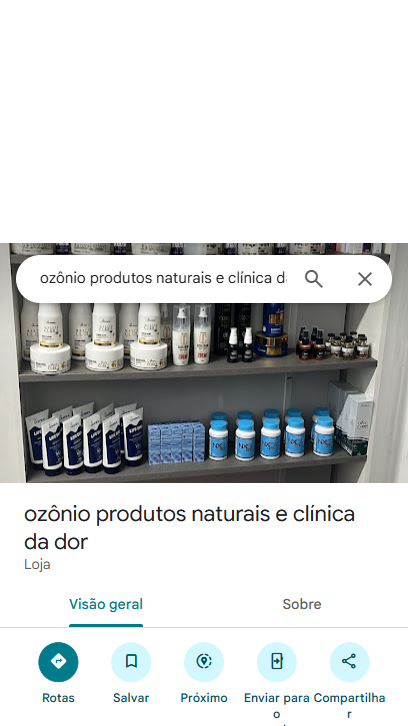 ozônio produtos naturais e clínica da
ozônio produtos naturais e clínica
da dor
Loja
Visão geral
Sobre
Rotas
Salvar
Próximo
Enviar para
o
Compartilha
r